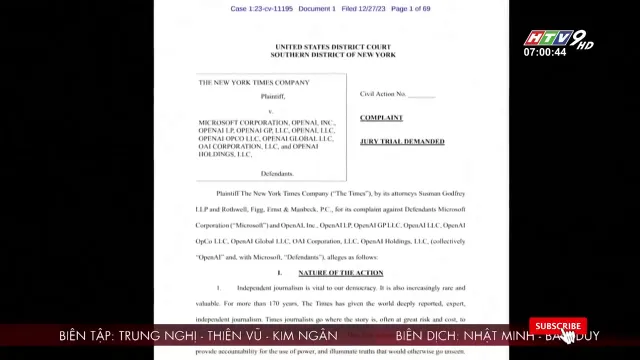 Case 1:23-cv-11195 Document 1 Filed 12/27/23 Page 1 of 69
HTV9 HD
07:00:44
UNITED STATES DISTRICT COURT
SOUTHERN DISTRICT OF NEW YORK
THE NEW YORK TIMES COMPANY
Plaintiff,
v.
MICROSOFT CORPORATION, OPENAI, INC.,
OPENAI LP, OPENAI GP, LLC, OPENAI, LLC,
OPENAI OPCO LLC, OPENAI GLOBAL LLC,
OAI CORPORATION, LLC, and OPENAI
HOLDINGS, LLC,
Defendants.
Civil Action No. ________
COMPLAINT
JURY TRIAL DEMANDED
Plaintiff The New York Times Company (“The Times”), by its attorneys Susman Godfrey
LLP and Rothwell, Figg, Ernst & Manbeck, P.C., for its complaint against Defendants Microsoft
Corporation (“Microsoft”) and OpenAI, Inc., OpenAI LP, OpenAI GP LLC, OpenAI LLC, OpenAI
OpCo LLC, OpenAI Global LLC, OAI Corporation, LLC, OpenAI Holdings, LLC, (collectively
“OpenAI” and, with Microsoft, “Defendants”), alleges as follows:
I. NATURE OF THE ACTION
1. Independent journalism is vital to our democracy. It is also increasingly rare and
valuable. For more than 170 years, The Times has given the world deeply reported, expert,
independent journalism. Times journalists go where the story is, often at great risk and cost, to
BIÊN TẬP: TRUNG NGHỊ - THIÊN VŨ - KIM NGÂN BIÊN DỊCH: NHẬT MINH - BẢO DUY
SUBSCRIBE
provide accountability for the use of power, and illuminate truths that would otherwise go unseen.